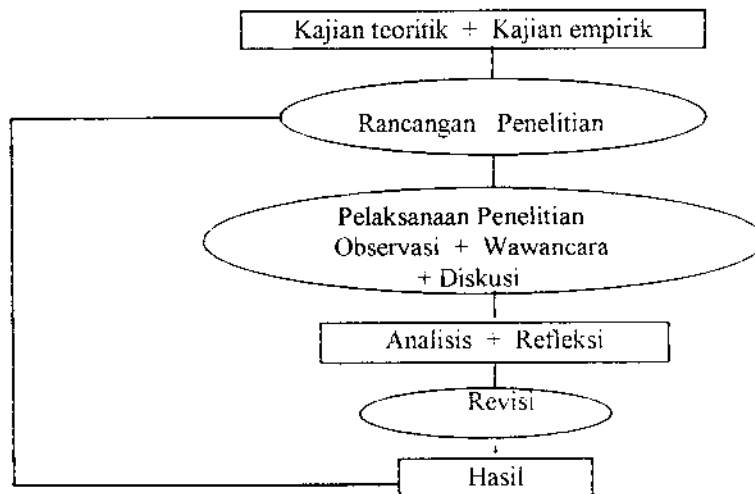 Kajian teoritik + Kajian empirik
Rancangan Penelitian
Pelaksanaan Penelitian
Observasi + Wawancara
+ Diskusi
Analisis + Refleksi
Revisi
Hasil